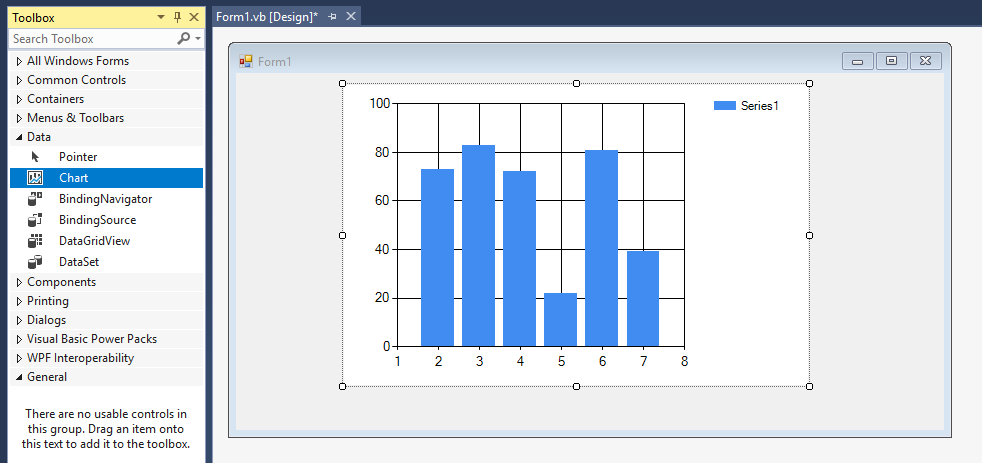 Toolbox
Search Toolbox
All Windows Forms
Common Controls
Containers
Menus & Toolbars
Data
Pointer
Chart
BindingNavigator
BindingSource
DataGridView
DataSet
Components
Printing
Dialogs
Visual Basic Power Packs
WPF Interoperability
General
There are no usable controls in
this group. Drag an item onto
this text to add it to the toolbox.
Form1.vb [Design]*
Form1
100
80
60
40
20
0
1 2 3 4 5 6 7 8
Series1